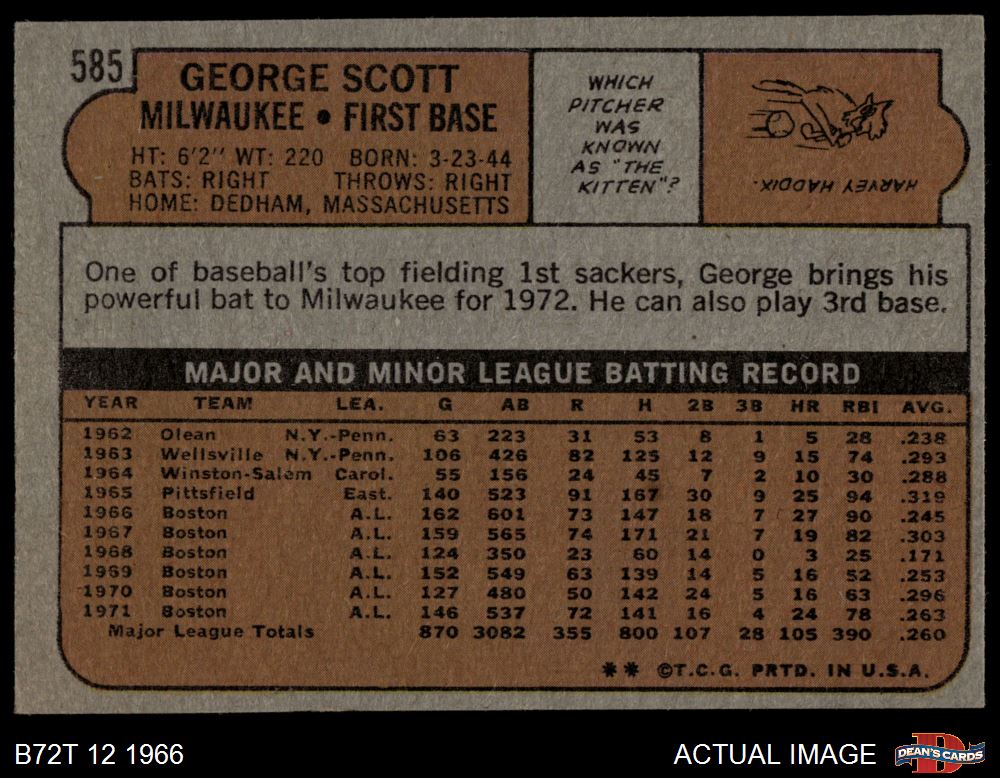 585
GEORGE SCOTT
MILWAUKEE • FIRST BASE
HT: 6'2" WT: 220 BORN: 3-23-44
BATS: RIGHT THROWS: RIGHT
HOME: DEDHAM, MASSACHUSETTS
WHICH
PITCHER
WAS
KNOWN
AS "THE
KITTEN"?
HARVEY HADDIX.
One of baseball's top fielding 1st sackers, George brings his
powerful bat to Milwaukee for 1972. He can also play 3rd base.
MAJOR AND MINOR LEAGUE BATTING RECORD
YEAR TEAM LEA. G AB R H 2B 3B HR RBI AVG.
1962 Olean N.Y.-Penn. 63 223 31 53 8 1 5 28 .238
1963 Wellsville N.Y.-Penn. 106 426 82 125 12 9 15 74 .293
1964 Winston-Salem Carol. 55 156 24 45 7 2 10 30 .288
1965 Pittsfield East. 140 523 91 167 30 9 25 94 .319
1966 Boston A.L. 162 601 73 147 18 7 27 90 .245
1967 Boston A.L. 159 565 74 171 21 7 19 82 .303
1968 Boston A.L. 124 350 23 60 14 0 3 25 .171
1969 Boston A.L. 152 549 63 139 14 5 16 52 .253
1970 Boston A.L. 127 480 50 142 24 5 16 63 .296
1971 Boston A.L. 146 537 72 141 16 4 24 78 .263
Major League Totals 870 3082 355 800 107 28 105 390 .260
** ©T.C.G. PRTD. IN U.S.A.
B72T 12 1966
ACTUAL IMAGE
DEAN'S CARDS